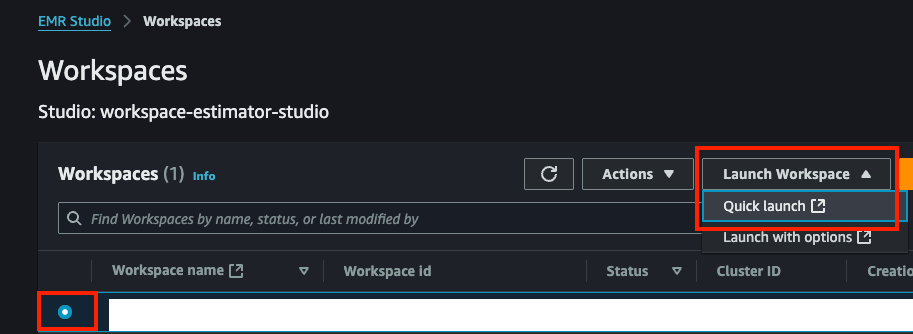 EMR Studio > Workspaces
Workspaces
Studio: workspace-estimator-studio
Workspaces (1) Info
Actions
Launch Workspace
Quick launch
Find Workspaces by name, status, or last modified by
Launch with options
Workspace name Workspace id Status Cluster ID Creatio